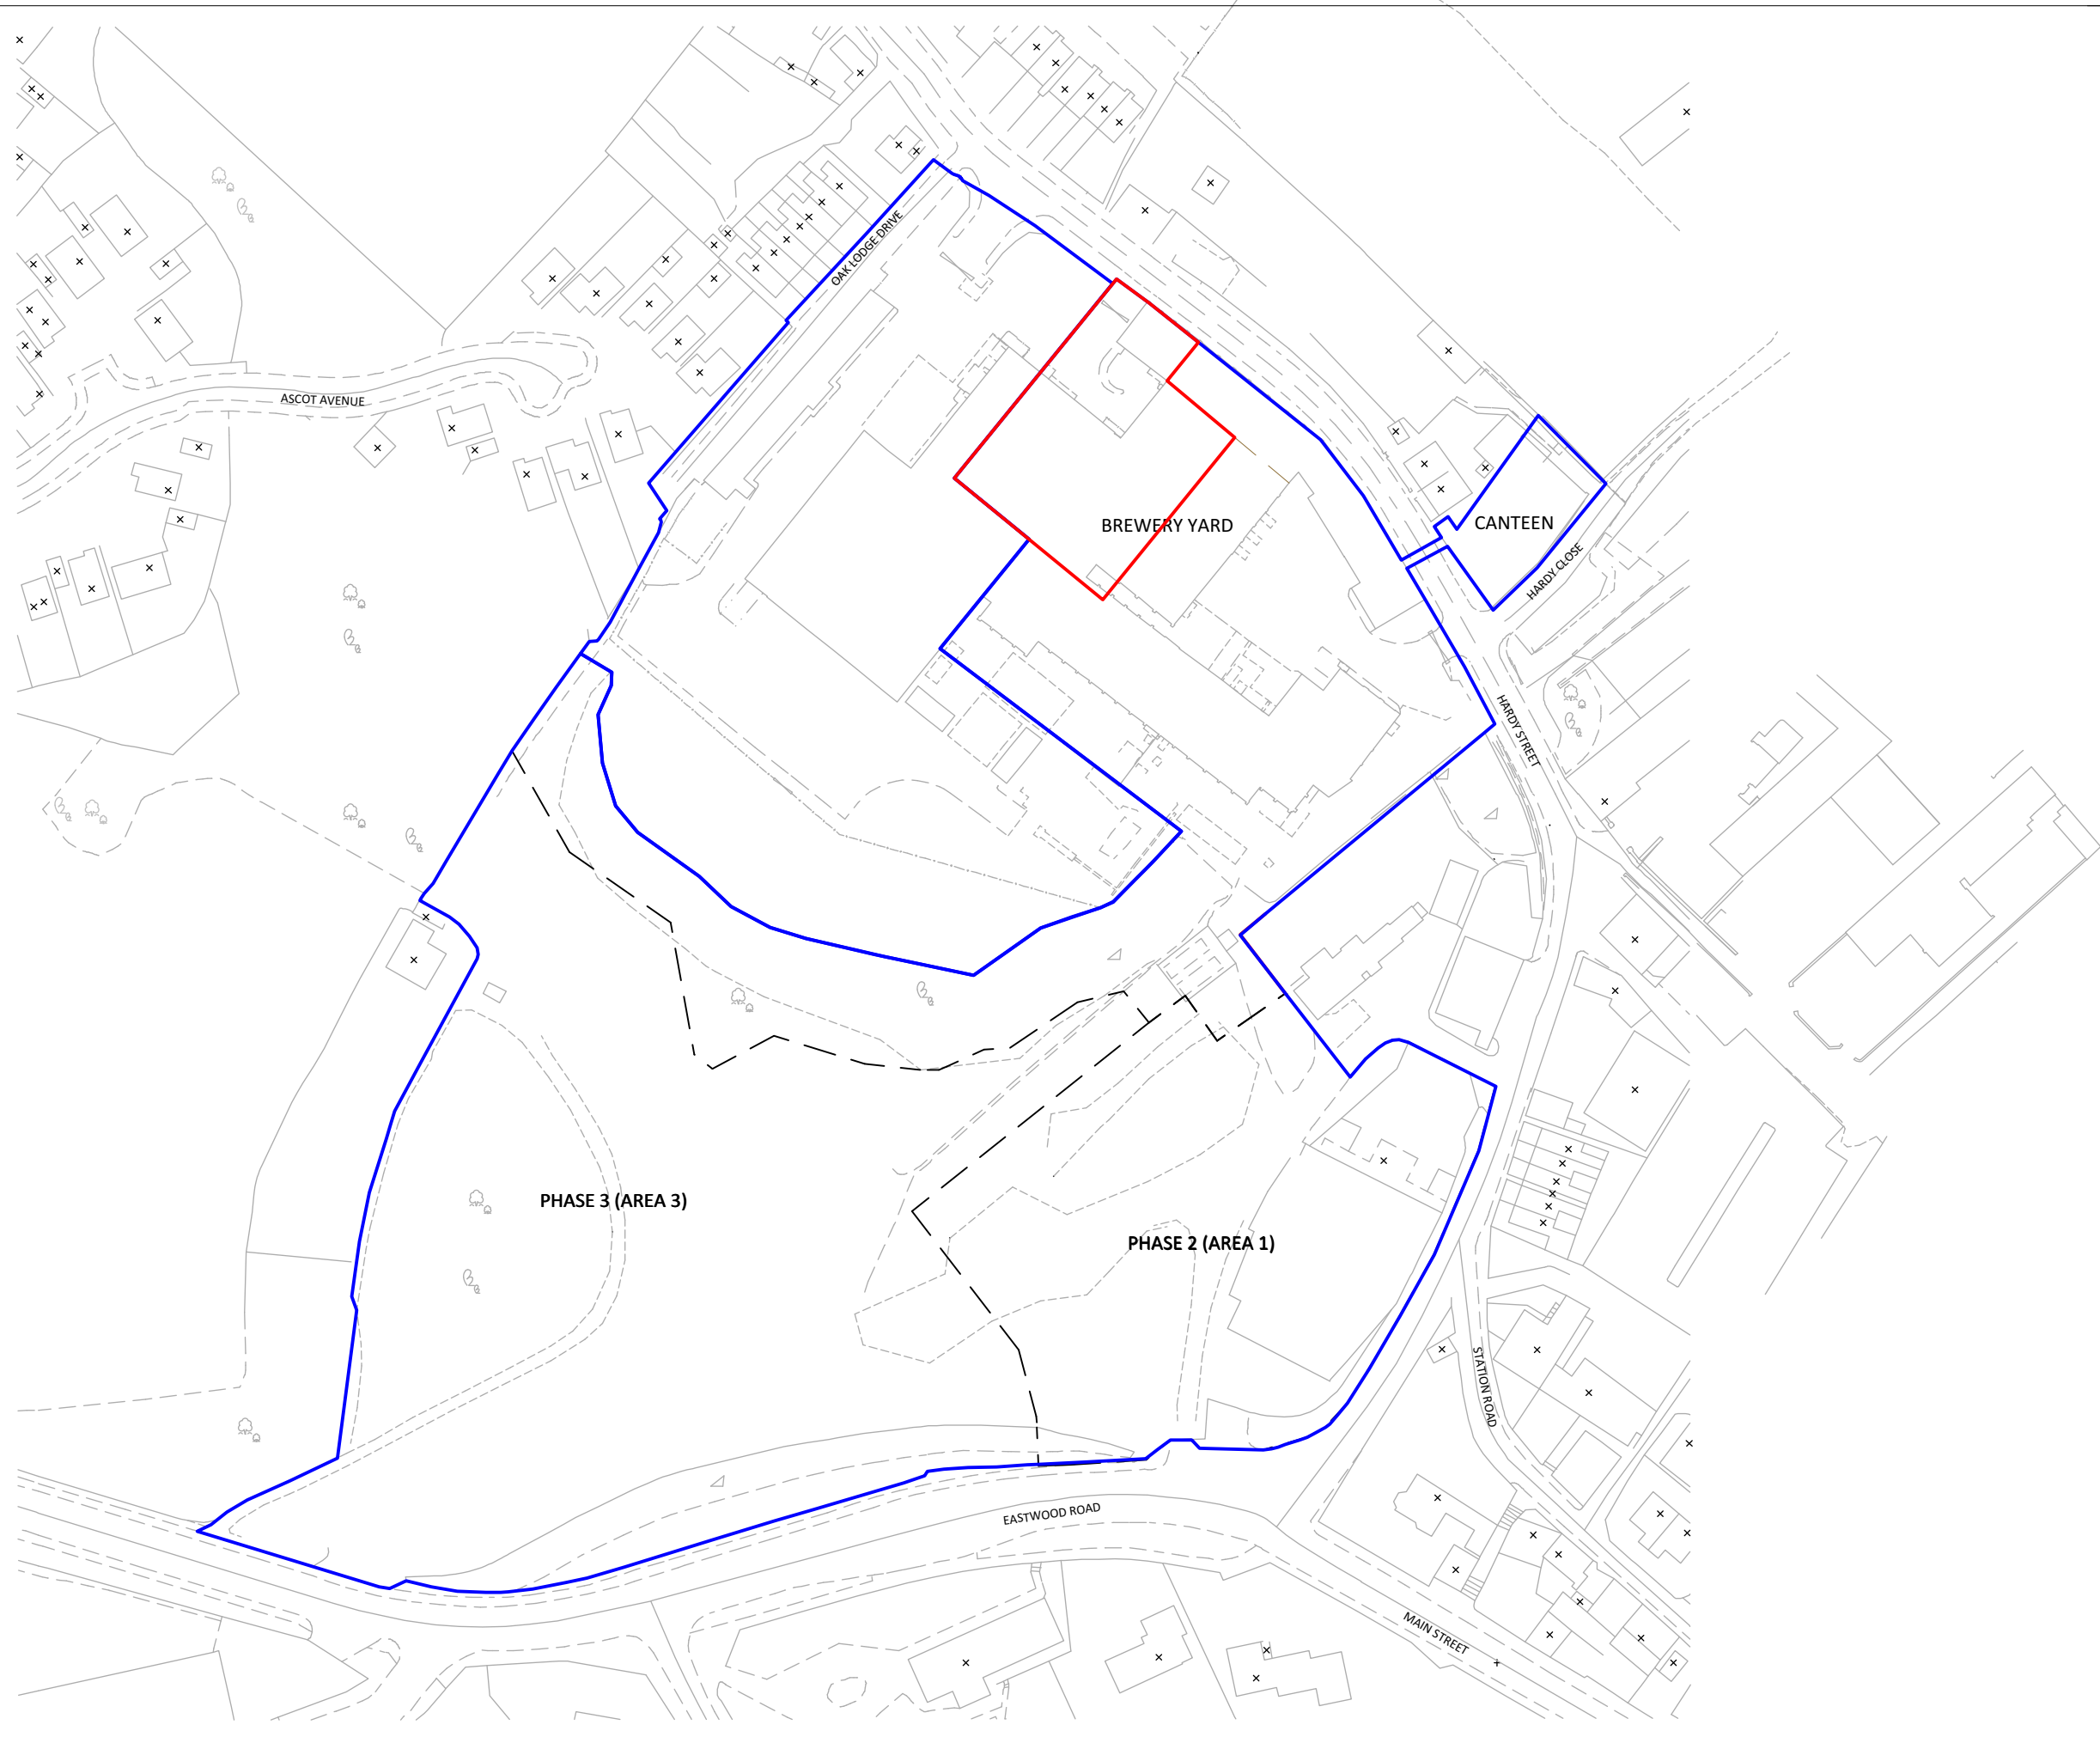 OAK LODGE DRIVE
ASCOT AVENUE
BREWERY YARD
CANTEEN
HARDY CLOSE
HARDY STREET
PHASE 3 (AREA 3)
PHASE 2 (AREA 1)
STATION ROAD
EASTWOOD ROAD
MAIN STREET